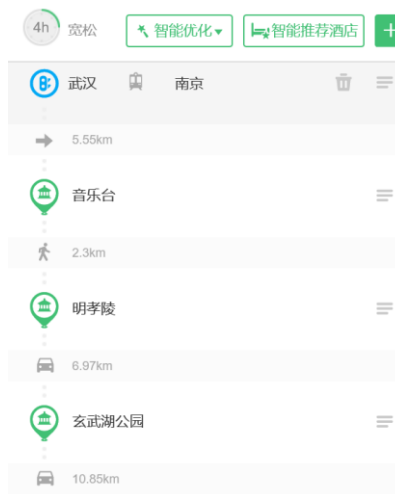 4h 宽松 智能优化 智能推荐酒店
武汉 南京
5.55km
音乐台
2.3km
明孝陵
6.97km
玄武湖公园
10.85km